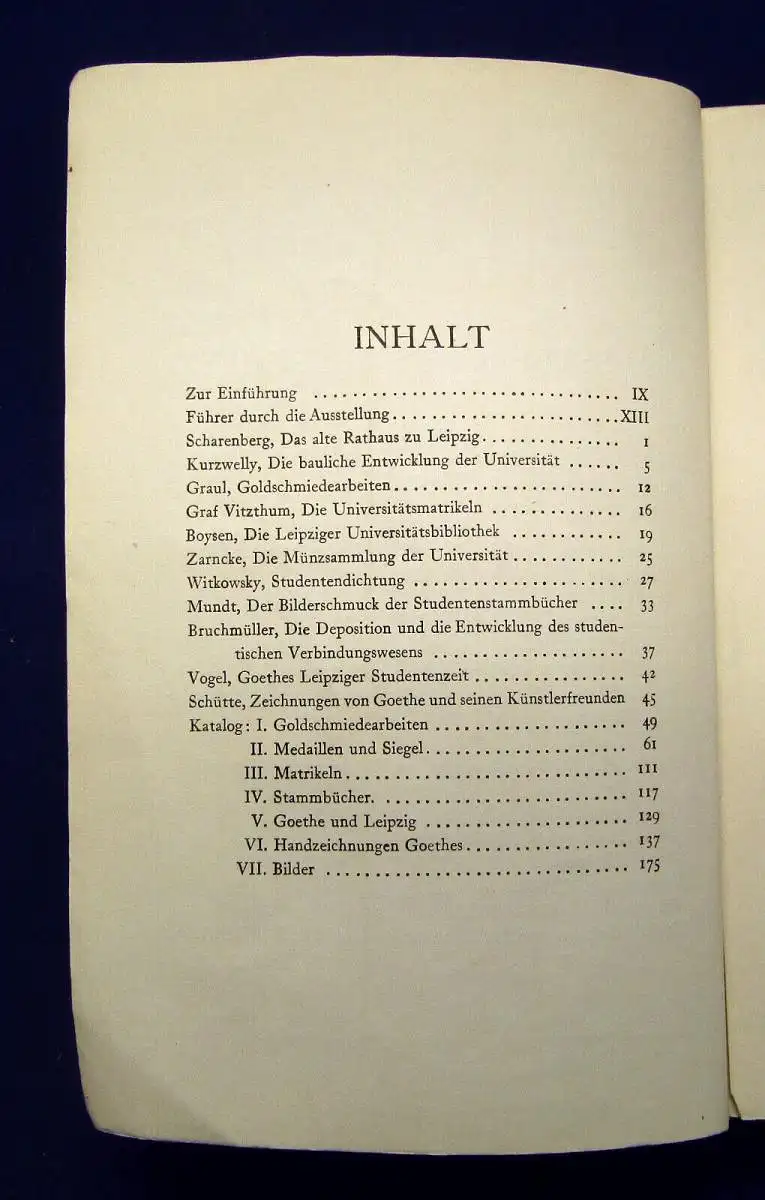 INHALT
Zur Einführung ................................ IX
Führer durch die Ausstellung........................XIII
Scharenberg, Das alte Rathaus zu Leipzig............... 1
Kurzwelly, Die bauliche Entwicklung der Universität ...... 5
Graul, Goldschmiedearbeiten........................ 12
Graf Vitzthum, Die Universitätsmatrikeln .............. 16
Boysen, Die Leipziger Universitätsbibliothek ............ 19
Zarncke, Die Münzsammlung der Universität............ 25
Witkowsky, Studentendichtung ...................... 27
Mundt, Der Bilderschmuck der Studentenstammbücher .... 33
Bruchmüller, Die Deposition und die Entwicklung des studen-
tischen Verbindungswesens .................... 37
Vogel, Goethes Leipziger Studentenzeit ................ 42
Schütte, Zeichnungen von Goethe und seinen Künstlerfreunden 45
Katalog: I. Goldschmiedearbeiten .................... 49
II. Medaillen und Siegel..................... 61
III. Matrikeln............................. 111
IV. Stammbücher. ......................... 117
V. Goethe und Leipzig ..................... 129
VI. Handzeichnungen Goethes................. 137
VII. Bilder ............................... 175